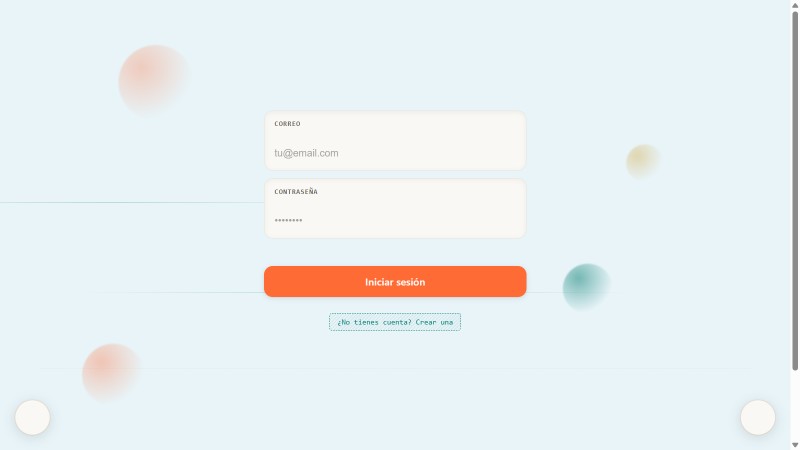 CORREO
tu@email.com
CONTRASEÑA
••••••••
Iniciar sesión
¿No tienes cuenta? Crear una